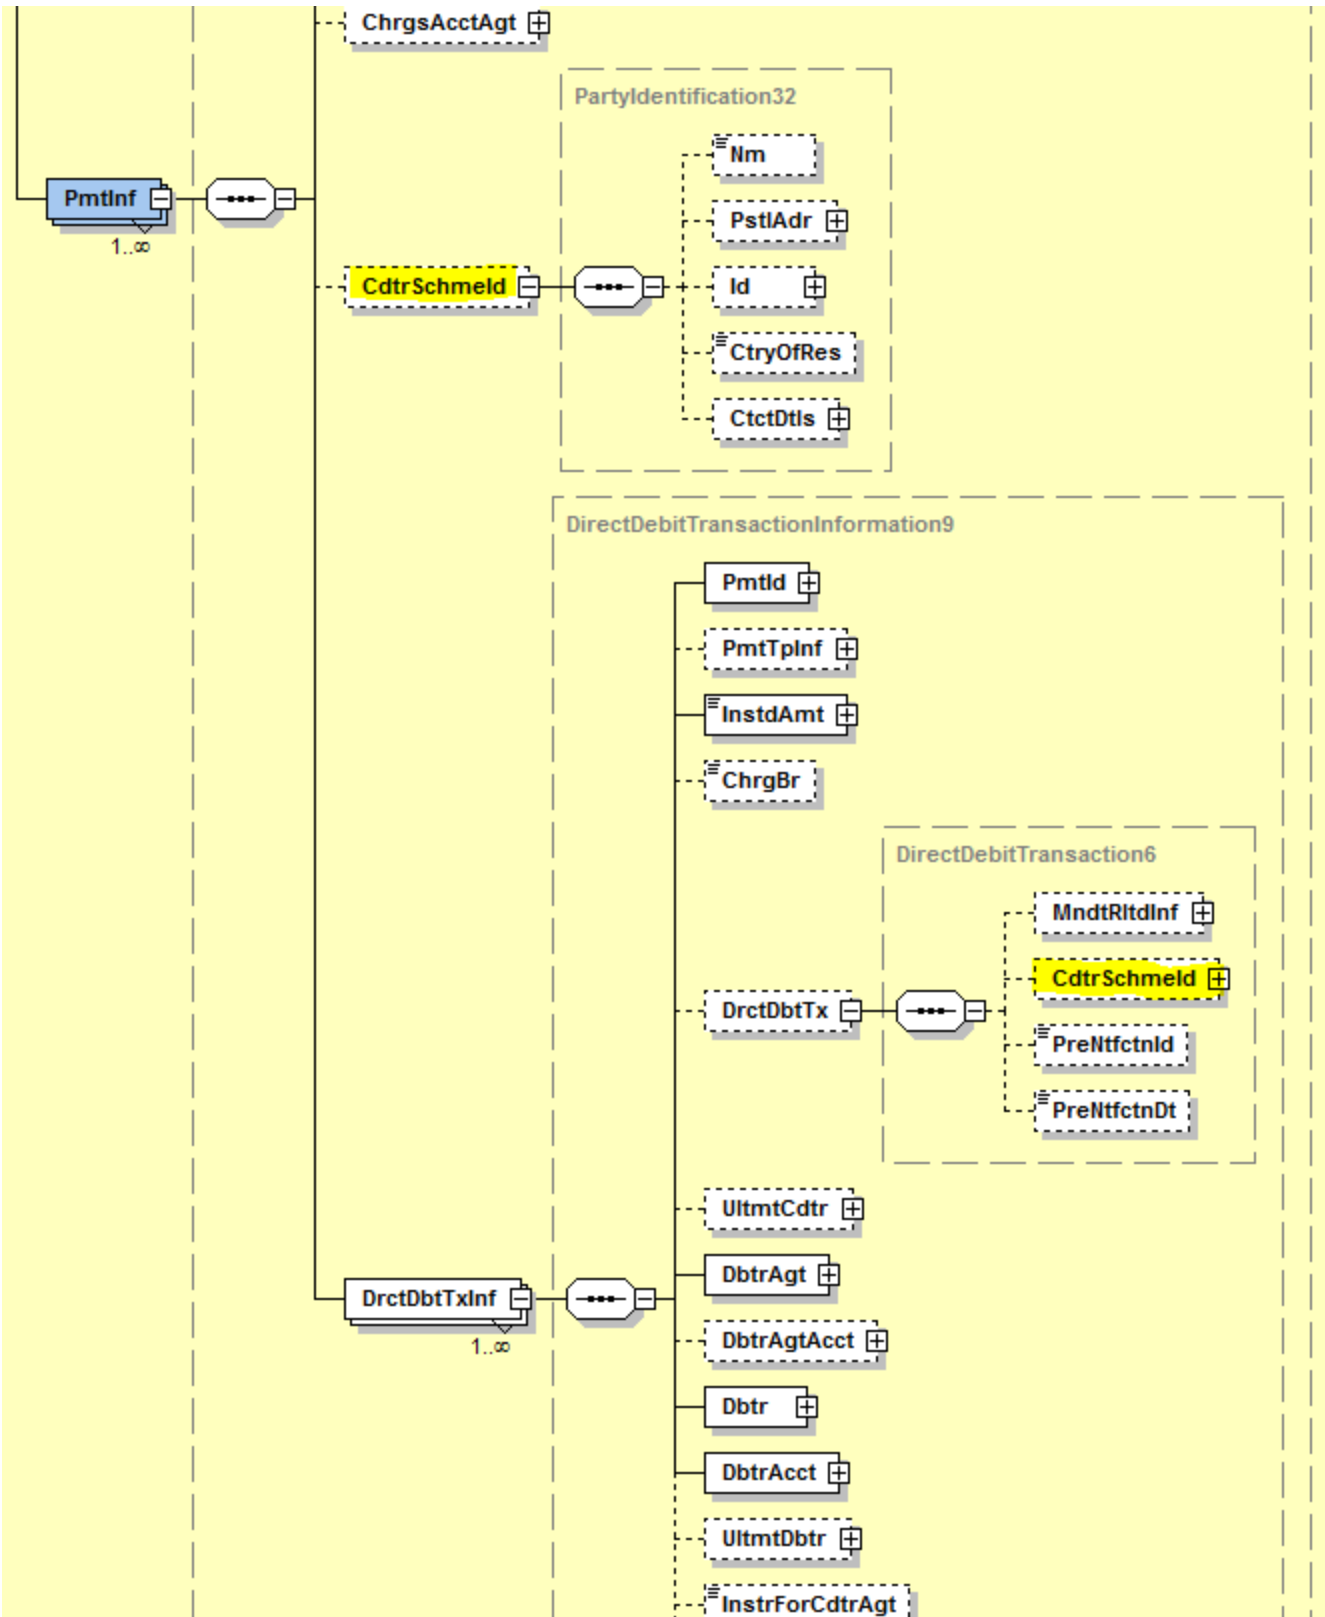 ChrgsAcctAgt
PartyIdentification32
Nm
PmtInf
1..∞
PstlAdr
CdtrSchmeId
Id
CtryOfRes
CtctDtls
DirectDebitTransactionInformation9
PmtId
PmtTpInf
InstdAmt
ChrgBr
DirectDebitTransaction6
MndtRltdInf
CdtrSchmeId
DrctDbtTx
PreNtfctnId
PreNtfctnDt
UltmtCdtr
DbtrAgt
DrctDbtTxInf
1..∞
DbtrAgtAcct
Dbtr
DbtrAcct
UltmtDbtr
InstrForCdtrAgt